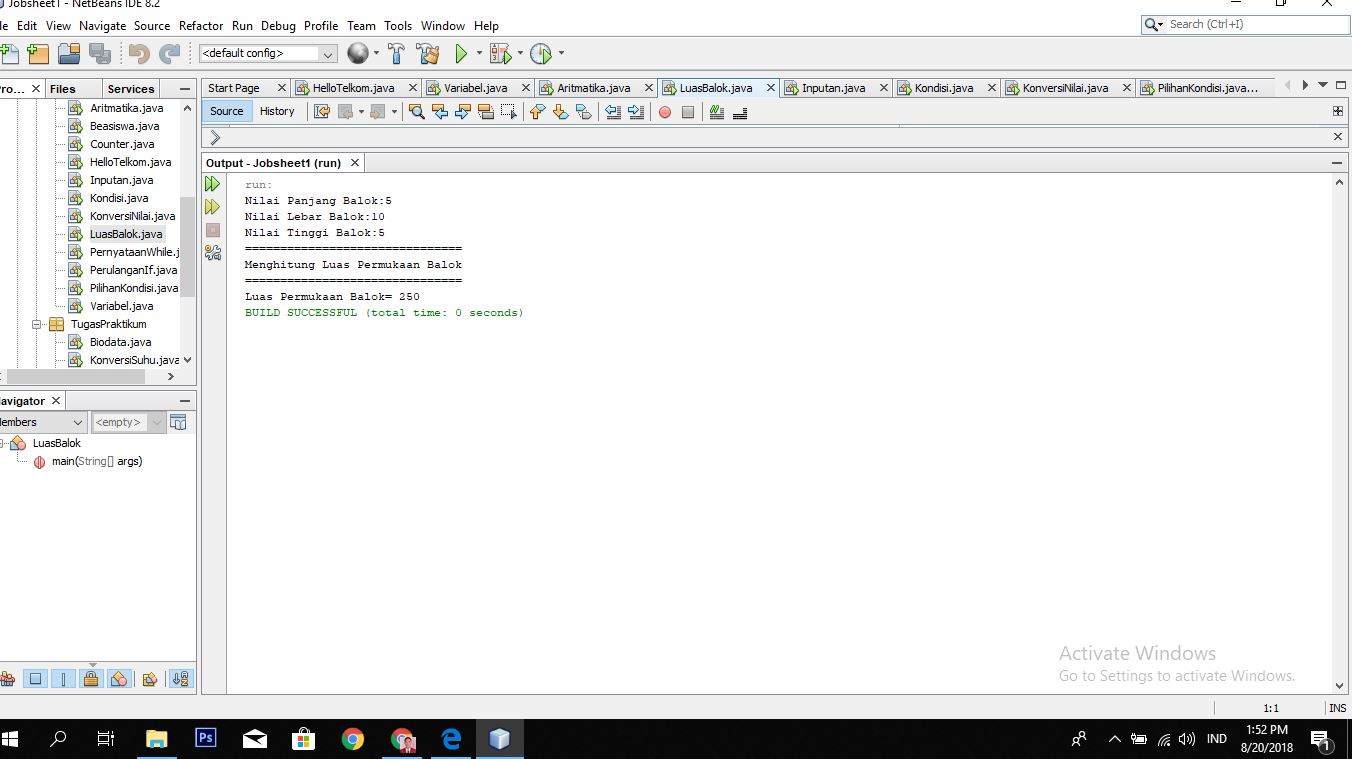 Jobsheet1 - NetBeans IDE 8.2
Edit View Navigate Source Refactor Run Debug Profile Team Tools Window Help
Search (Ctrl+I)
<default config>
Files
Services
Start Page
HelloTelkom.java
Variabel.java
Aritmatika.java
LuasBalok.java
Inputan.java
Kondisi.java
KonversiNilai.java
PilihanKondisi.java...
Source
History
Aritmatika.java
Beasiswa.java
Counter.java
HelloTelkom.java
Inputan.java
Kondisi.java
KonversiNilai.java
LuasBalok.java
PernyataanWhile.j
PerulanganIf.java
PilihanKondisi.java
Variabel.java
TugasPraktikum
Biodata.java
KonversiSuhu.java
Output - Jobsheet1 (run)
run:
Nilai Panjang Balok:5
Nilai Lebar Balok:10
Nilai Tinggi Balok:5
===============================
Menghitung Luas Permukaan Balok
===============================
Luas Permukaan Balok= 250
BUILD SUCCESSFUL (total time: 0 seconds)
avigator
embers
<empty>
LuasBalok
main(String[] args)
Activate Windows
Go to Settings to activate Windows.
1:1
INS
Ps
IND
1:52 PM
8/20/2018
1